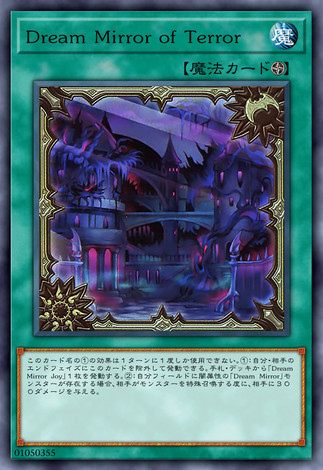 Dream Mirror of Terror
魔
【魔法カード】
このカード名の①の効果は1ターンに1度しか使用できない。①:自分・相手の
エンドフェイズにこのカードを除外して発動できる。手札・デッキから「Dream
Mirror Joy」1枚を発動する。②:自分フィールドに闇属性の「Dream Mirror」モ
ンスターが存在する場合、相手がモンスターを特殊召喚する度に、相手に30
0ダメージを与える。
01050355